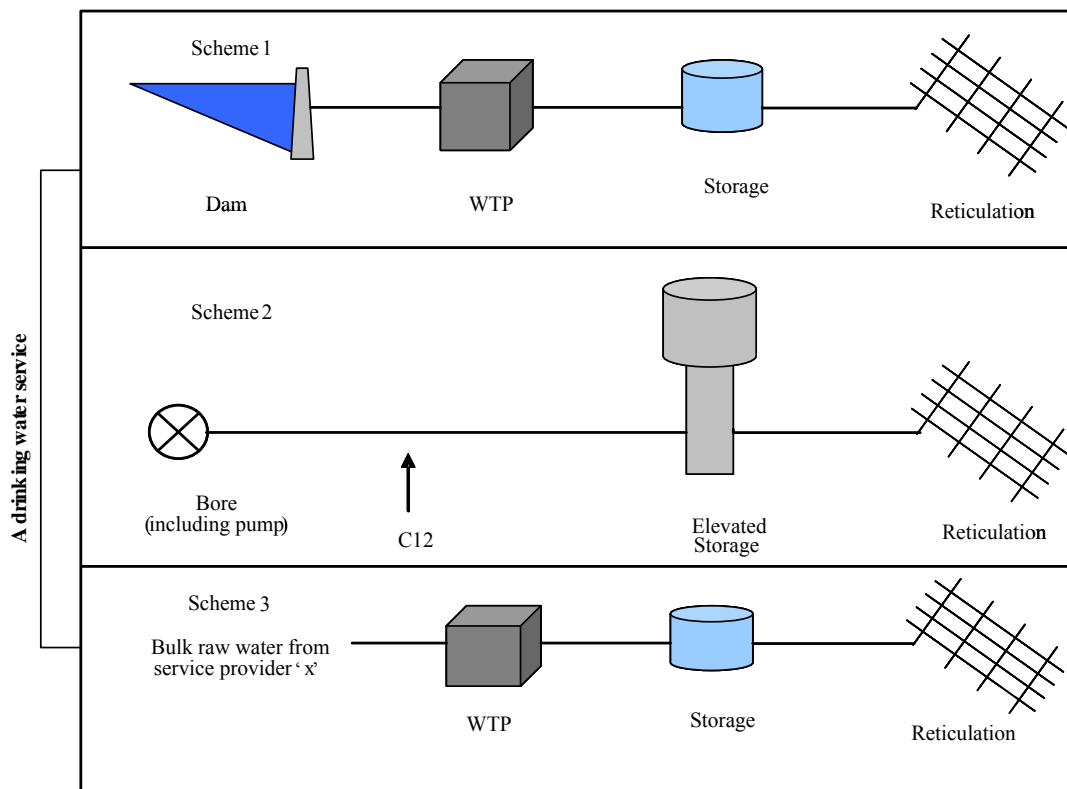 A drinking water service
Scheme 1
Dam
WTP
Storage
Reticulation
Scheme 2
Bore
(including pump)
C12
Elevated
Storage
Reticulation
Scheme 3
Bulk raw water from
service provider ‘ x’
WTP
Storage
Reticulation